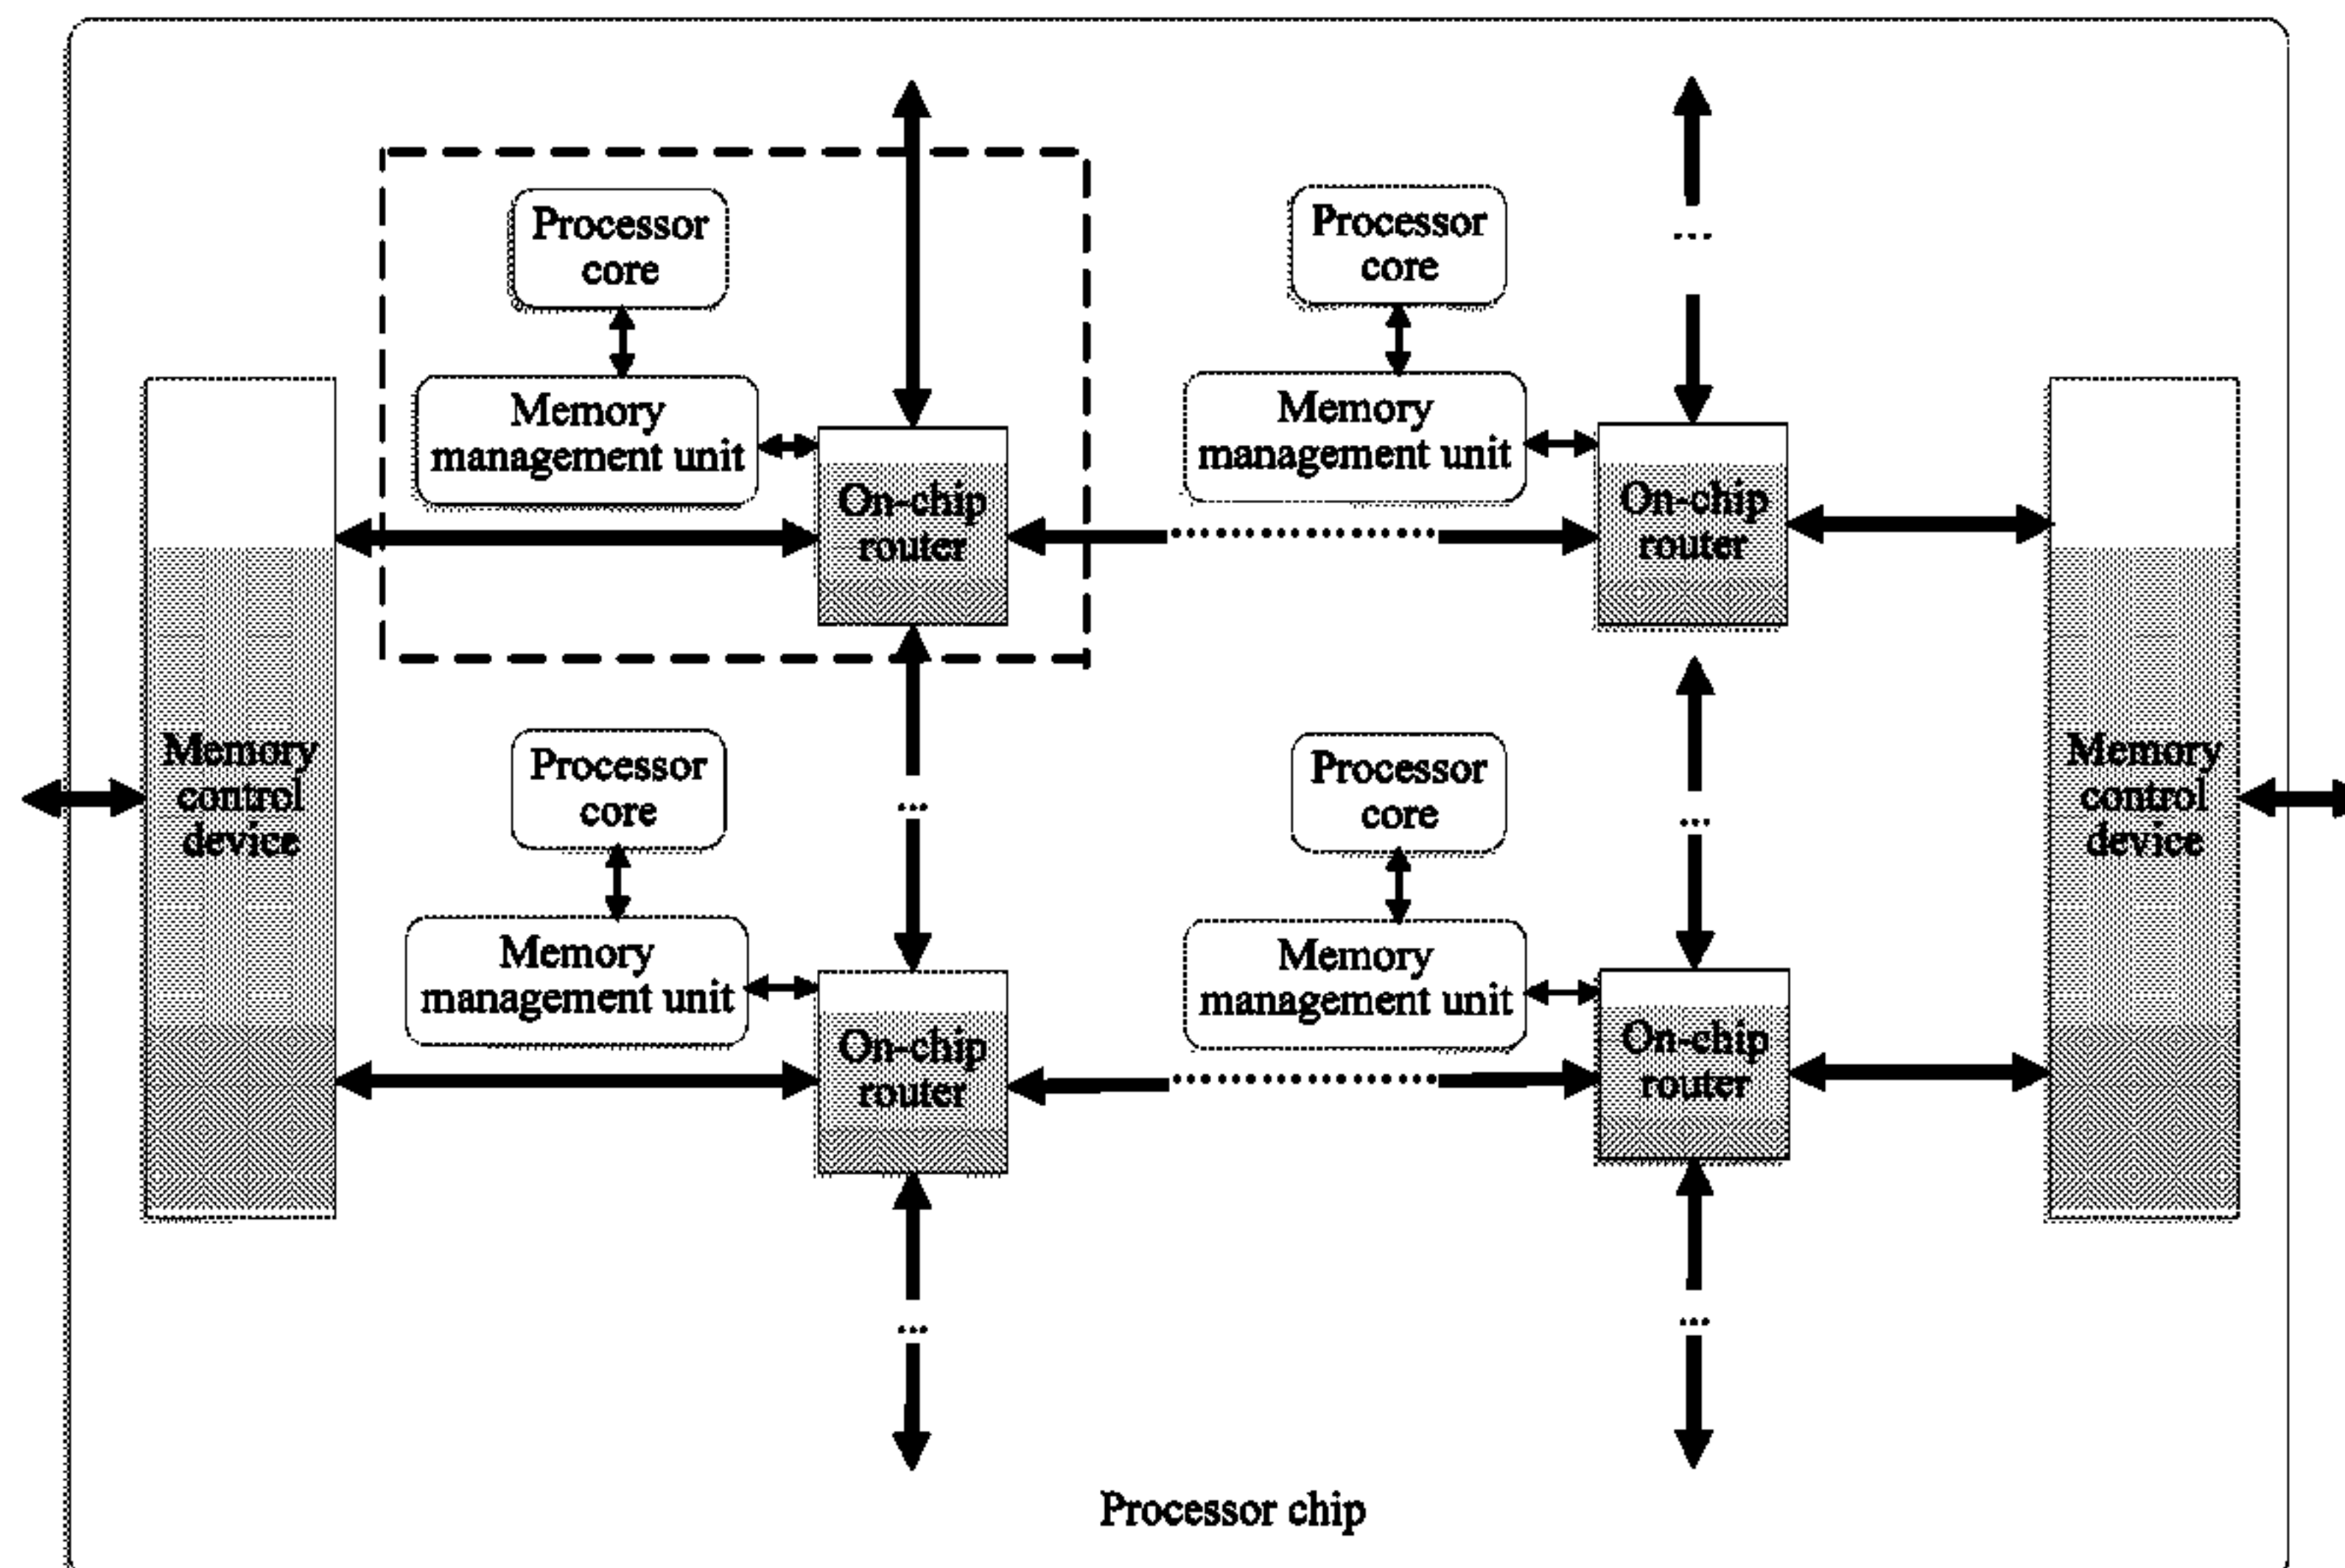 Processor
core
Memory
management unit
On-chip
router
Processor
core
Memory
management unit
On-chip
router
Memory
control
device
Processor
core
Memory
management unit
On-chip
router
Processor
core
Memory
management unit
On-chip
router
Memory
control
device
Processor chip